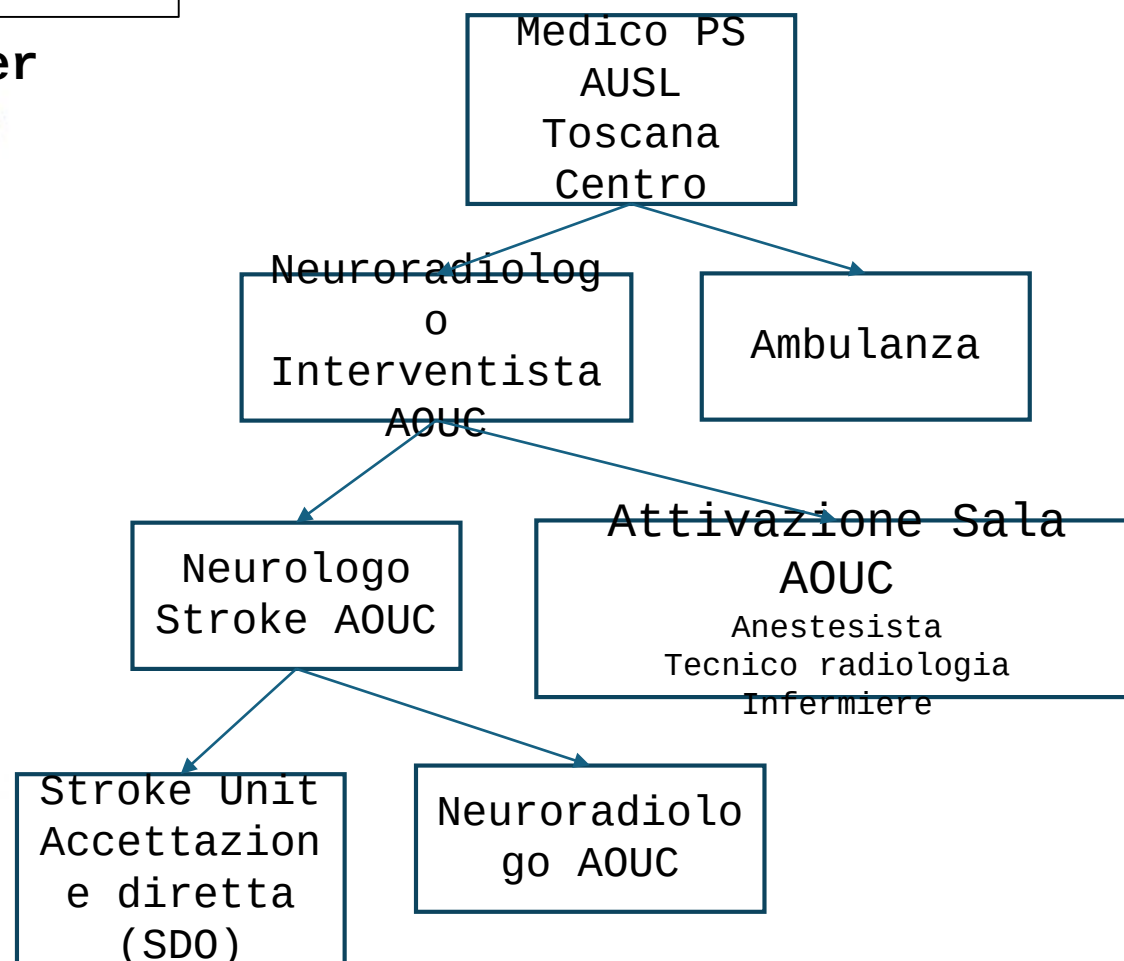 er
Medico PS
AUSL
Toscana
Centro
Neuroradiolog
o
Interventista
AOUC
Ambulanza
Neurologo
Stroke AOUC
Attivazione Sala
AOUC
Anestesista
Tecnico radiologia
Infermiere
Stroke Unit
Accettazion
e diretta
(SDO)
Neuroradiolo
go AOUC